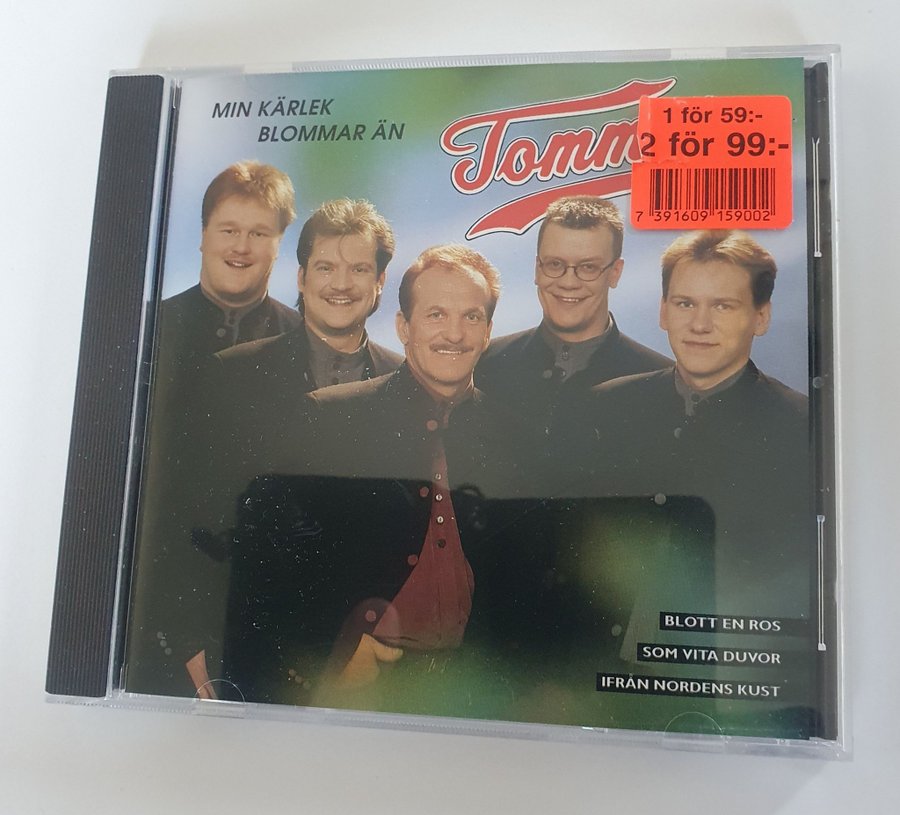 MIN KÄRLEK
BLOMMAR ÄN
Tomm
1 för 59:-
2 för 99:-
7 391609 159002
BLOTT EN ROS
SOM VITA DUVOR
IFRÅN NORDENS KUST